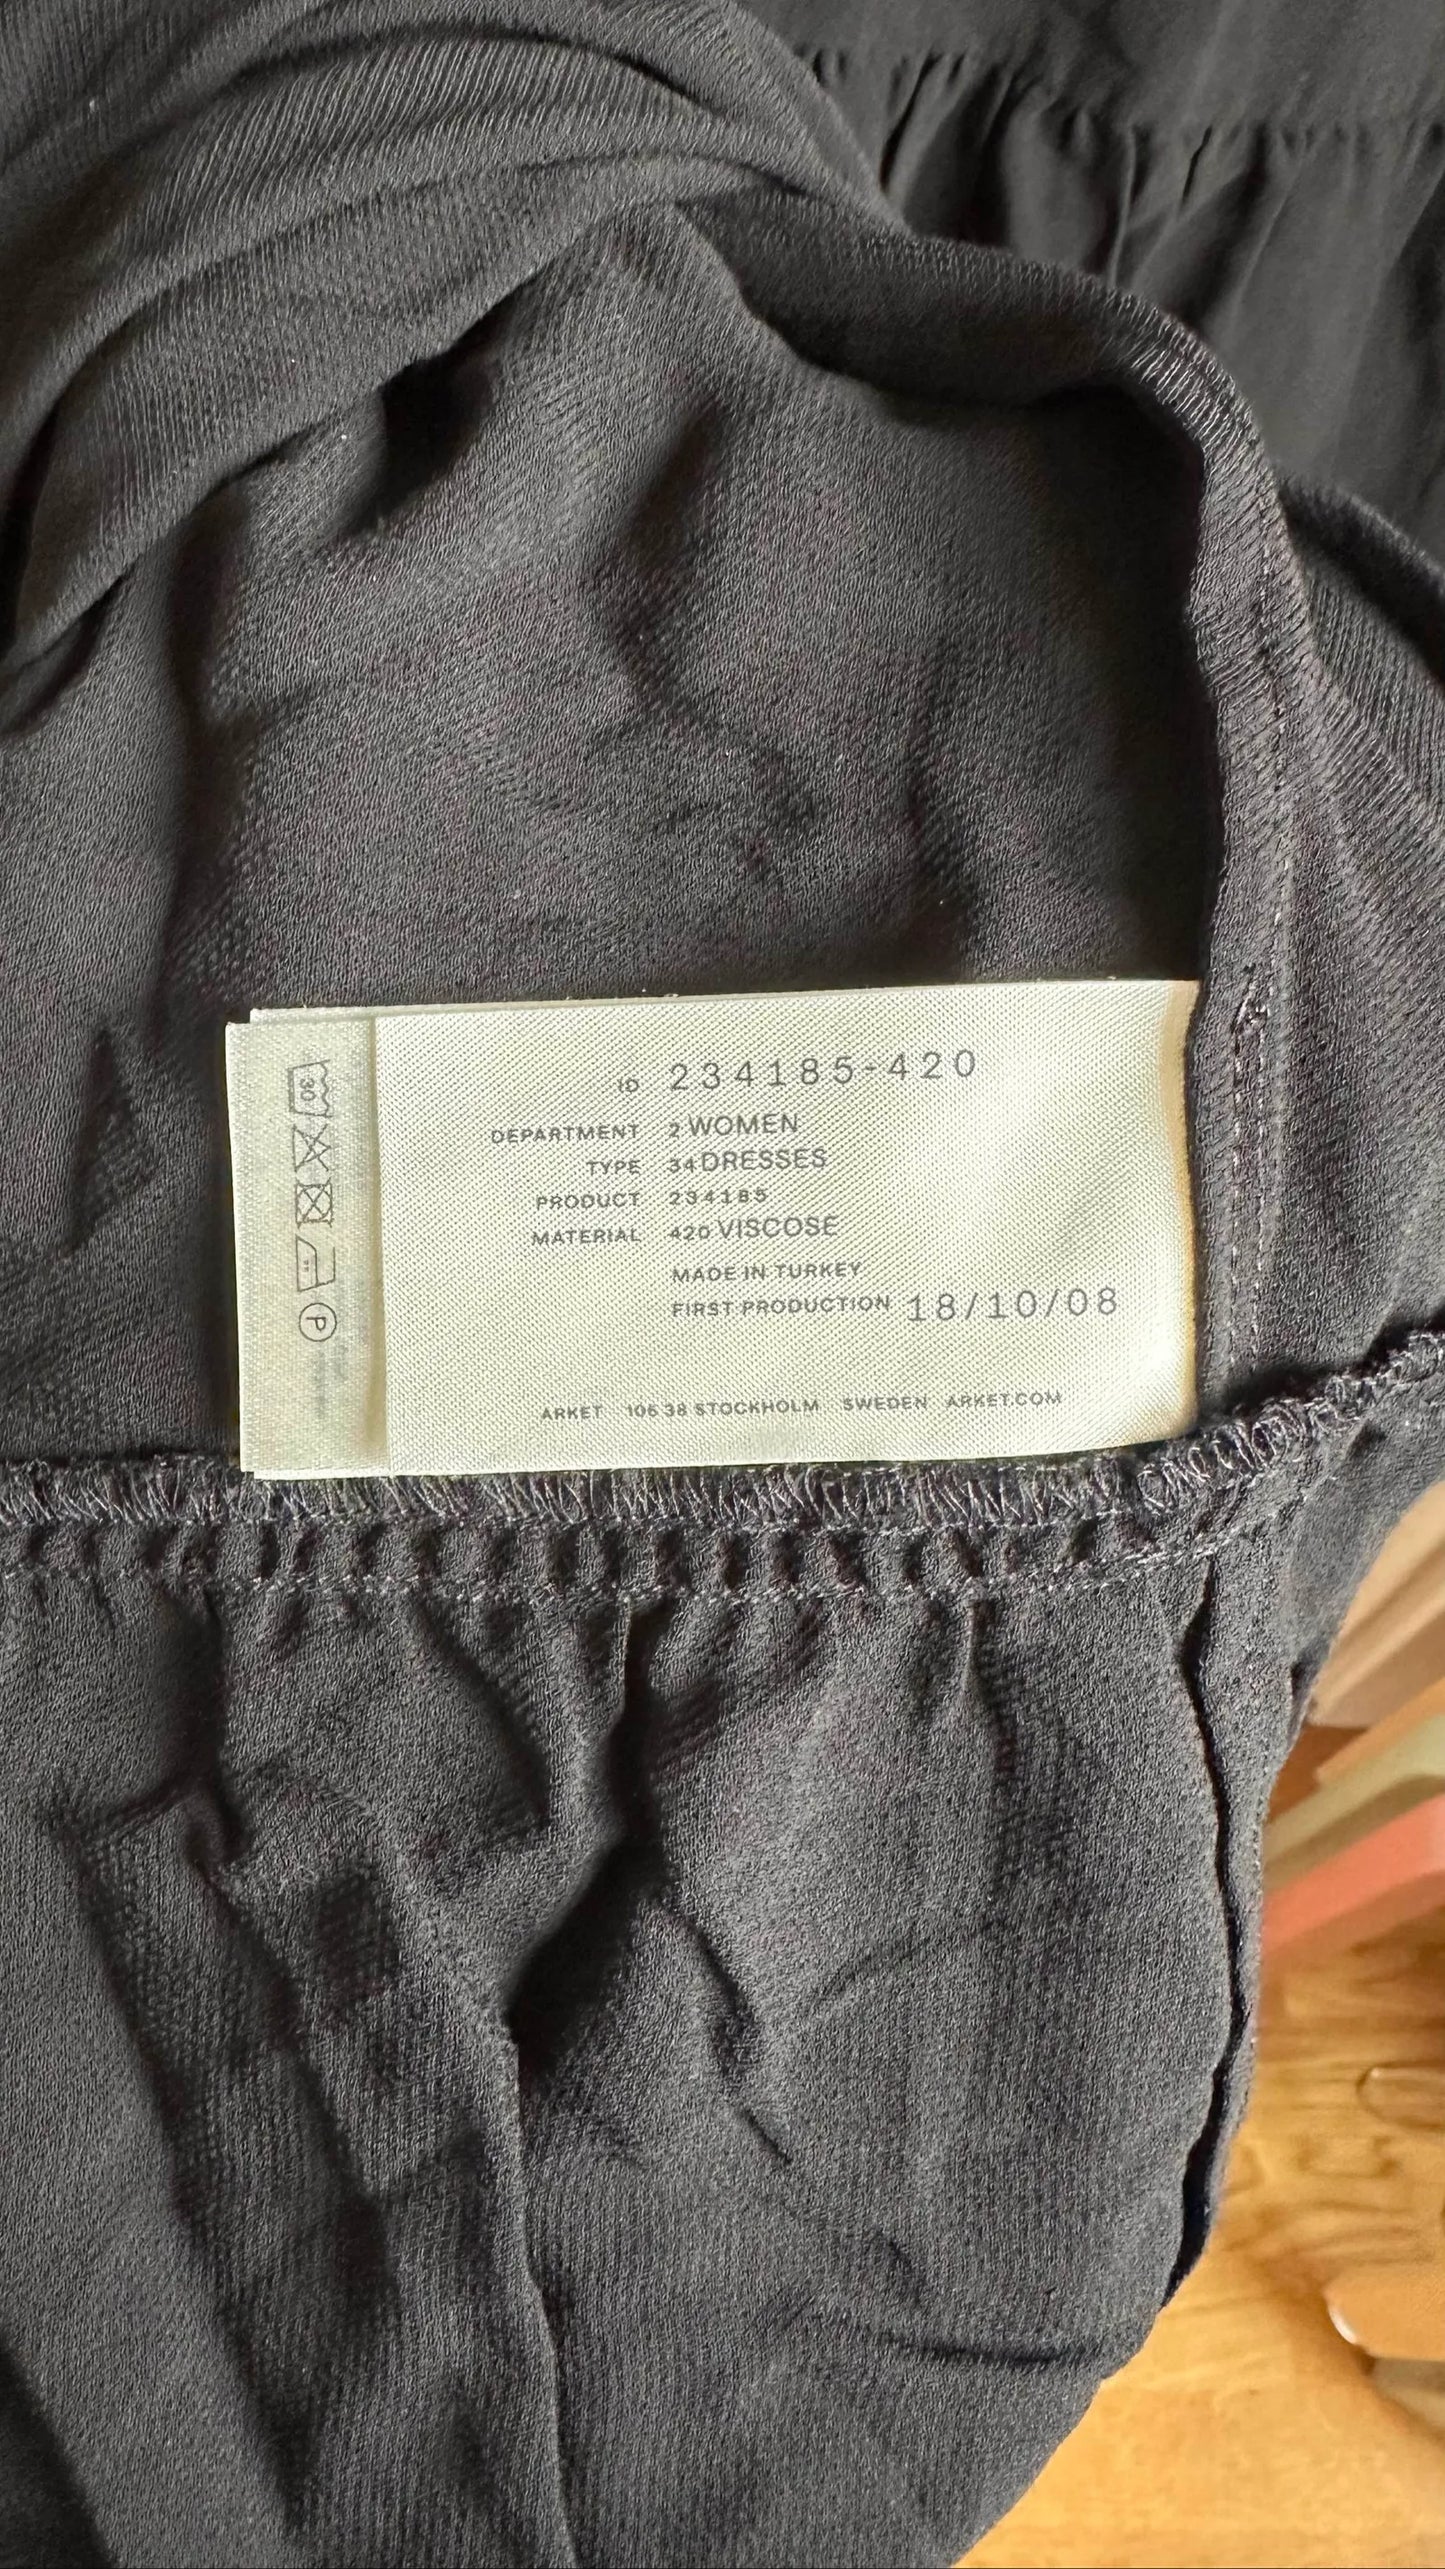 ID 234185-420
DEPARTMENT 2 WOMEN
TYPE 34 DRESSES
PRODUCT 234185
MATERIAL 420 VISCOSE
MADE IN TURKEY
FIRST PRODUCTION 18/10/08
ARKET 106 38 STOCKHOLM SWEDEN ARKET.COM
30
P